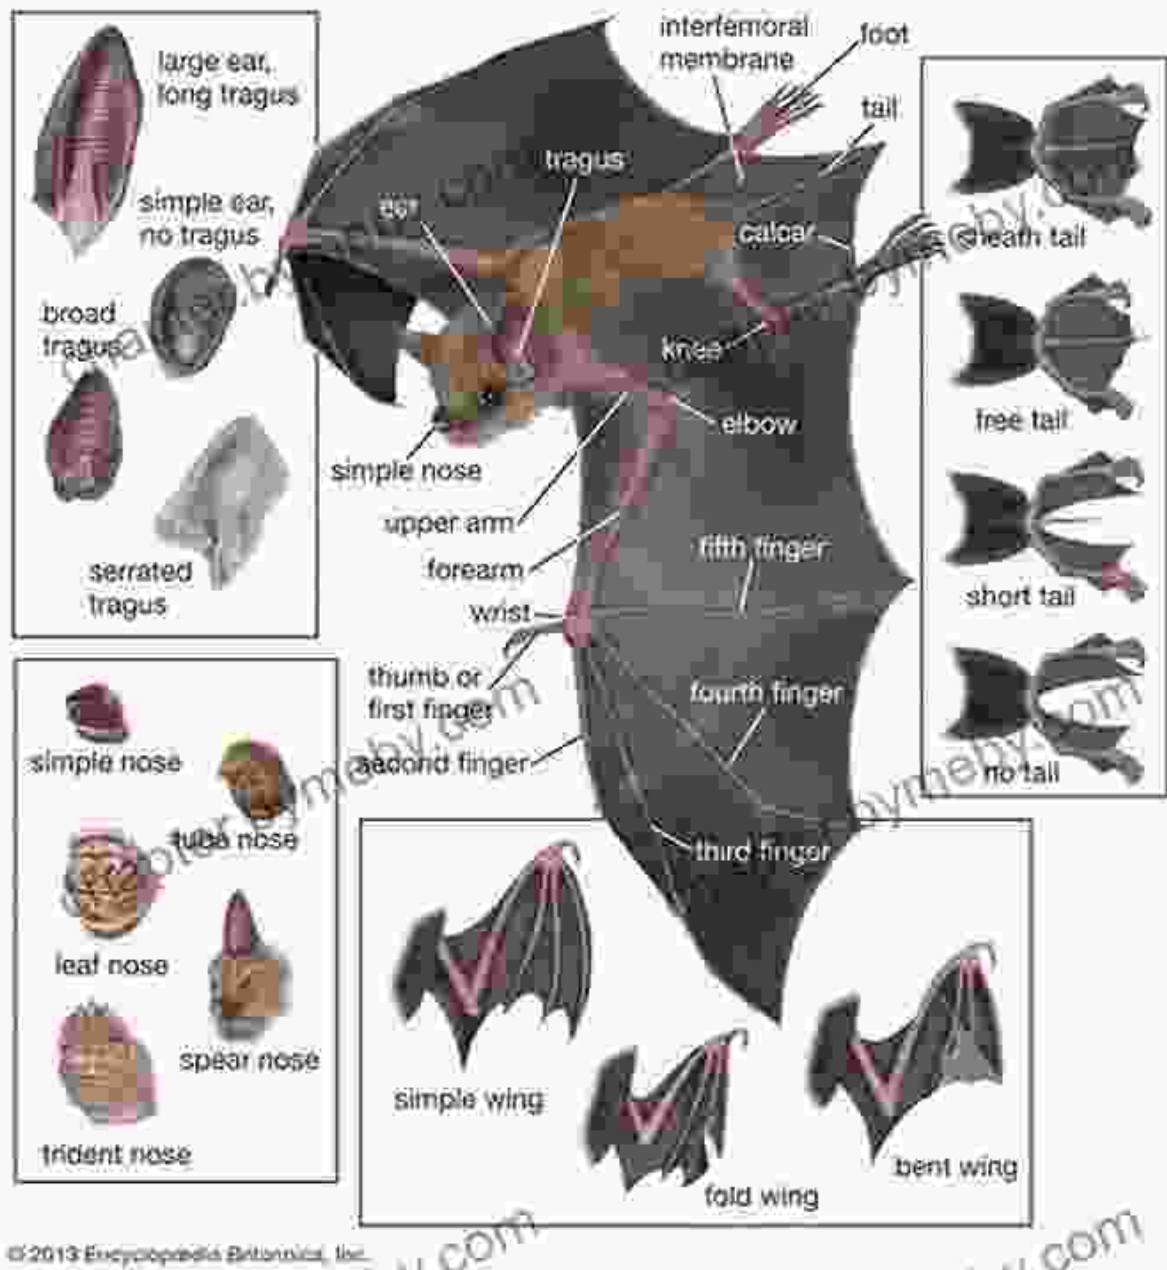 large ear,
long tragus
simple ear,
no tragus
broad
tragus
serrated
tragus
interfemoral
membrane
foot
tail
tragus
ear
calcar
knee
elbow
simple nose
upper arm
forearm
wrist
thumb or
first finger
second finger
fifth finger
fourth finger
third finger
sheath tail
free tail
short tail
no tail
simple nose
tube nose
leaf nose
spear nose
trident nose
simple wing
fold wing
bent wing
© 2013 Encyclopædia Britannica, Inc.